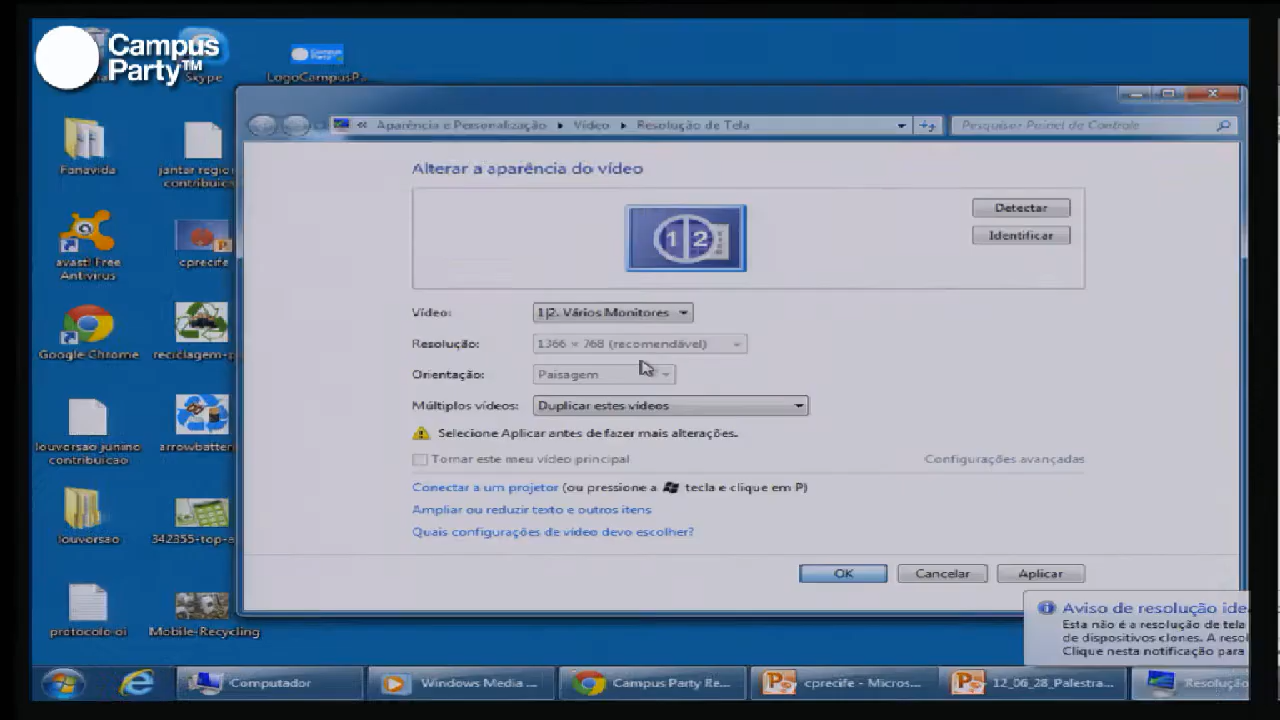 Campus
Party™
Skype
LogoCampusPa...
Aparência e Personalização
Vídeo
Resolução de Tela
Pesquisar Painel de Controle
Alterar a aparência do vídeo
Detectar
Identificar
1 2
Vídeo:
1|2. Vários Monitores
Resolução:
1366 × 768 (recomendável)
Orientação:
Paisagem
Múltiplos vídeos:
Duplicar estes vídeos
Selecione Aplicar antes de fazer mais alterações.
Tornar este meu vídeo principal
Configurações avançadas
Conectar a um projetor (ou pressione a tecla e clique em P)
Ampliar ou reduzir texto e outros itens
Quais configurações de vídeo devo escolher?
OK
Cancelar
Aplicar
Aviso de resolução ide
Esta não é a resolução de tela
de dispositivos clones. A resol
Clique nesta notificação para
Fanavida
jantar region
contribuica
avast! Free
Antivirus
cprecife
Google Chrome
reciclagem-p
louvorsao junino
contribuicao
arrowbatter
louvorsao
342355-top-a
protocolo oi
Mobile-Recycling
Computador
Windows Media ...
Campus Party Re...
cprecife - Micros...
12_06_28_Palestra...
Resolução